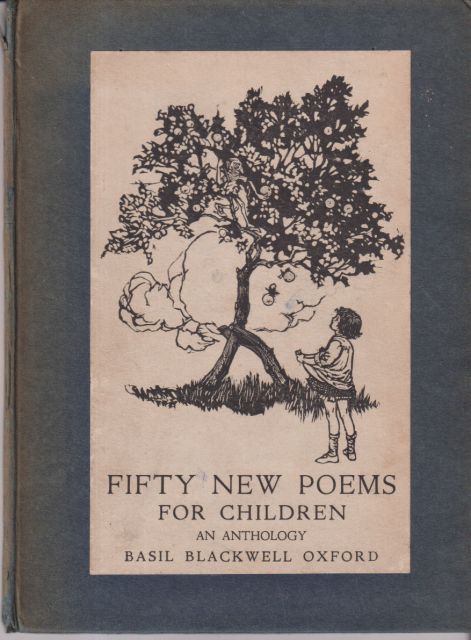 FIFTY NEW POEMS
FOR CHILDREN
AN ANTHOLOGY
BASIL BLACKWELL OXFORD